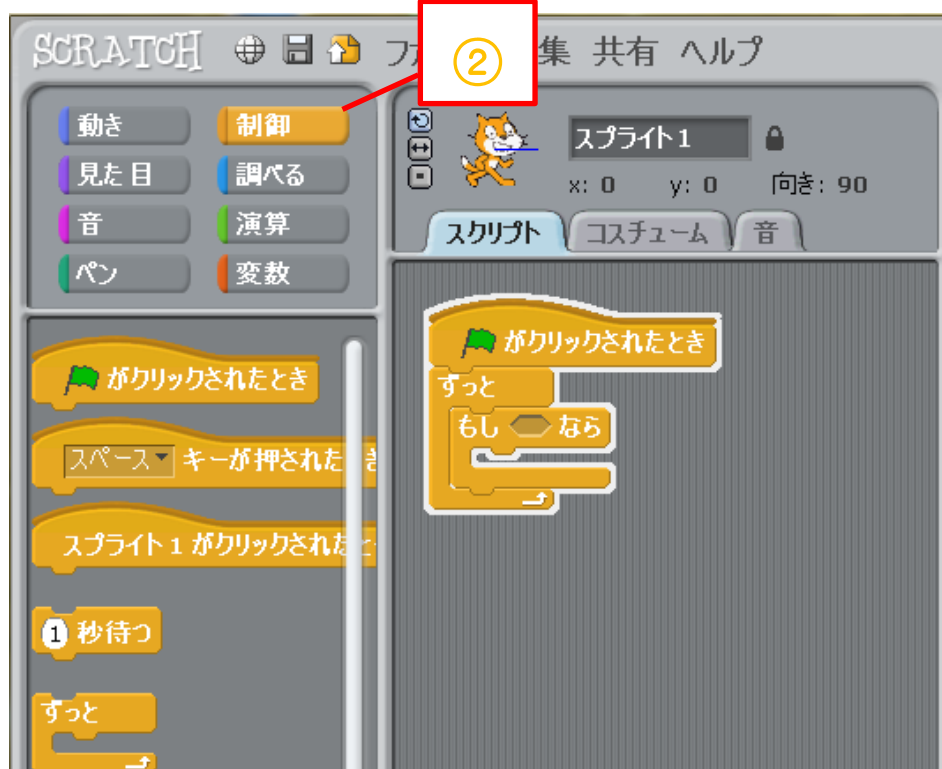 SCRATCH フ 集 共有 ヘルプ
②
動き 制御
見た目 調べる
音 演算
ペン 変数
スプライト1
x: 0 y: 0 向き: 90
スクリプト コスチューム 音
がクリックされたとき
ずっと
もし なら
がクリックされたとき
スペース キーが押された
スプライト1 がクリックされた
1 秒待つ
ずっと